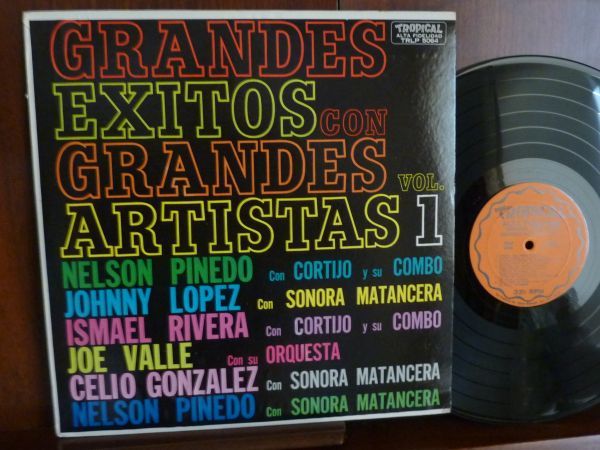 TROPICAL
ALTA FIDELIDAD
TRLP 5064
GRANDES
EXITOS CON
GRANDES
VOL.
ARTISTAS 1
NELSON PINEDO Con CORTIJO y su COMBO
JOHNNY LOPEZ Con SONORA MATANCERA
ISMAEL RIVERA Con CORTIJO y su COMBO
JOE VALLE Con su ORQUESTA
CELIO GONZALEZ Con SONORA MATANCERA
NELSON PINEDO Con SONORA MATANCERA
TROPICAL